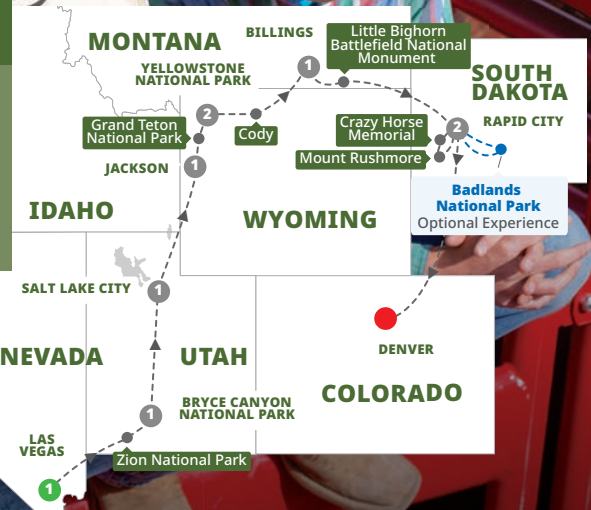 MONTANA
BILLINGS
Little Bighorn
Battlefield National
Monument
YELLOWSTONE
NATIONAL PARK
1
SOUTH
DAKOTA
2
Grand Teton
National Park
Cody
Crazy Horse
Memorial
2
RAPID CITY
Mount Rushmore
JACKSON
1
Badlands
National Park
Optional Experience
IDAHO
WYOMING
SALT LAKE CITY
1
DENVER
NEVADA
UTAH
COLORADO
BRYCE CANYON
NATIONAL PARK
1
LAS
VEGAS
Zion National Park
1